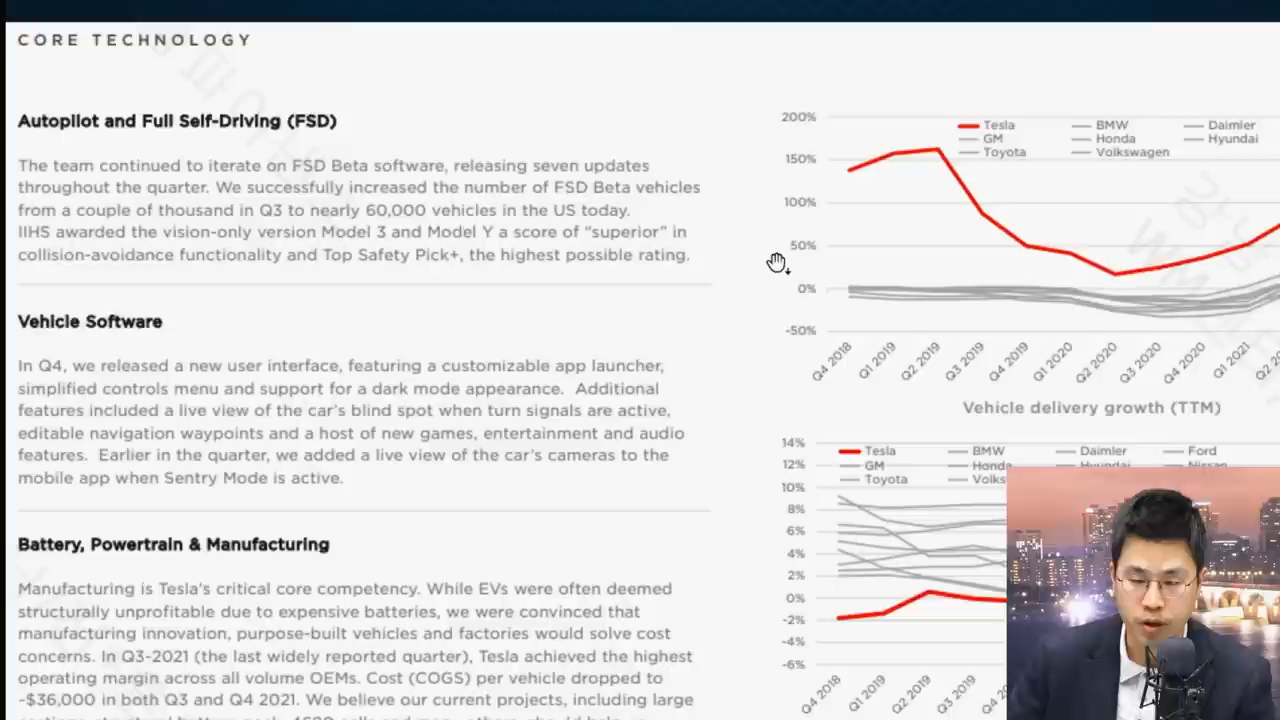 CORE TECHNOLOGY
Autopilot and Full Self-Driving (FSD)
The team continued to iterate on FSD Beta software, releasing seven updates
throughout the quarter. We successfully increased the number of FSD Beta vehicles
from a couple of thousand in Q3 to nearly 60,000 vehicles in the US today.
IIHS awarded the vision-only version Model 3 and Model Y a score of “superior” in
collision-avoidance functionality and Top Safety Pick+, the highest possible rating.
Vehicle Software
In Q4, we released a new user interface, featuring a customizable app launcher,
simplified controls menu and support for a dark mode appearance.  Additional
features included a live view of the car’s blind spot when turn signals are active,
editable navigation waypoints and a host of new games, entertainment and audio
features.  Earlier in the quarter, we added a live view of the car’s cameras to the
mobile app when Sentry Mode is active.
Battery, Powertrain & Manufacturing
Manufacturing is Tesla’s critical core competency. While EVs were often deemed
structurally unprofitable due to expensive batteries, we were convinced that
manufacturing innovation, purpose-built vehicles and factories would solve cost
concerns. In Q3-2021 (the last widely reported quarter), Tesla achieved the highest
operating margin across all volume OEMs. Cost (COGS) per vehicle dropped to
~$36,000 in both Q3 and Q4 2021. We believe our current projects, including large
200%
150%
100%
50%
0%
-50%
Tesla BMW Daimler
GM Honda Hyundai
Toyota Volkswagen
Q4 2018 Q1 2019 Q2 2019 Q3 2019 Q4 2019 Q1 2020 Q2 2020 Q3 2020 Q4 2020 Q1 2021
Vehicle delivery growth (TTM)
14%
12%
10%
8%
6%
4%
2%
0%
-2%
-4%
-6%
Tesla BMW Daimler Ford
GM Honda Hyundai Nissan
Toyota Volks
Q4 2018 Q1 2019 Q2 2019 Q3 2019